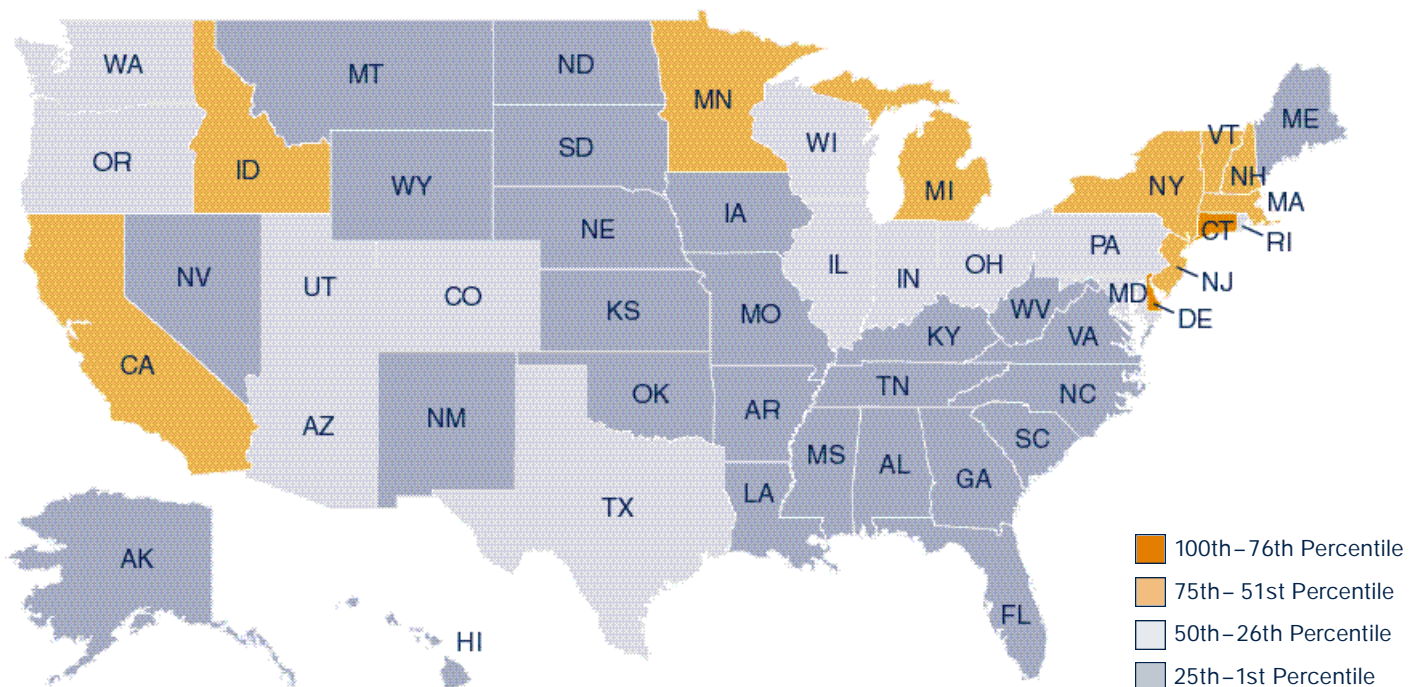 WA
MT
ND
MN
OR
ID
WY
SD
WI
MI
NY
VT
NH
ME
MA
CT
RI
NV
UT
CO
NE
IA
IL
IN
OH
PA
NJ
MD
DE
CA
AZ
NM
KS
MO
KY
WV
VA
OK
AR
TN
NC
TX
LA
MS
AL
GA
SC
FL
AK
HI
100th–76th Percentile
75th–51st Percentile
50th–26th Percentile
25th–1st Percentile